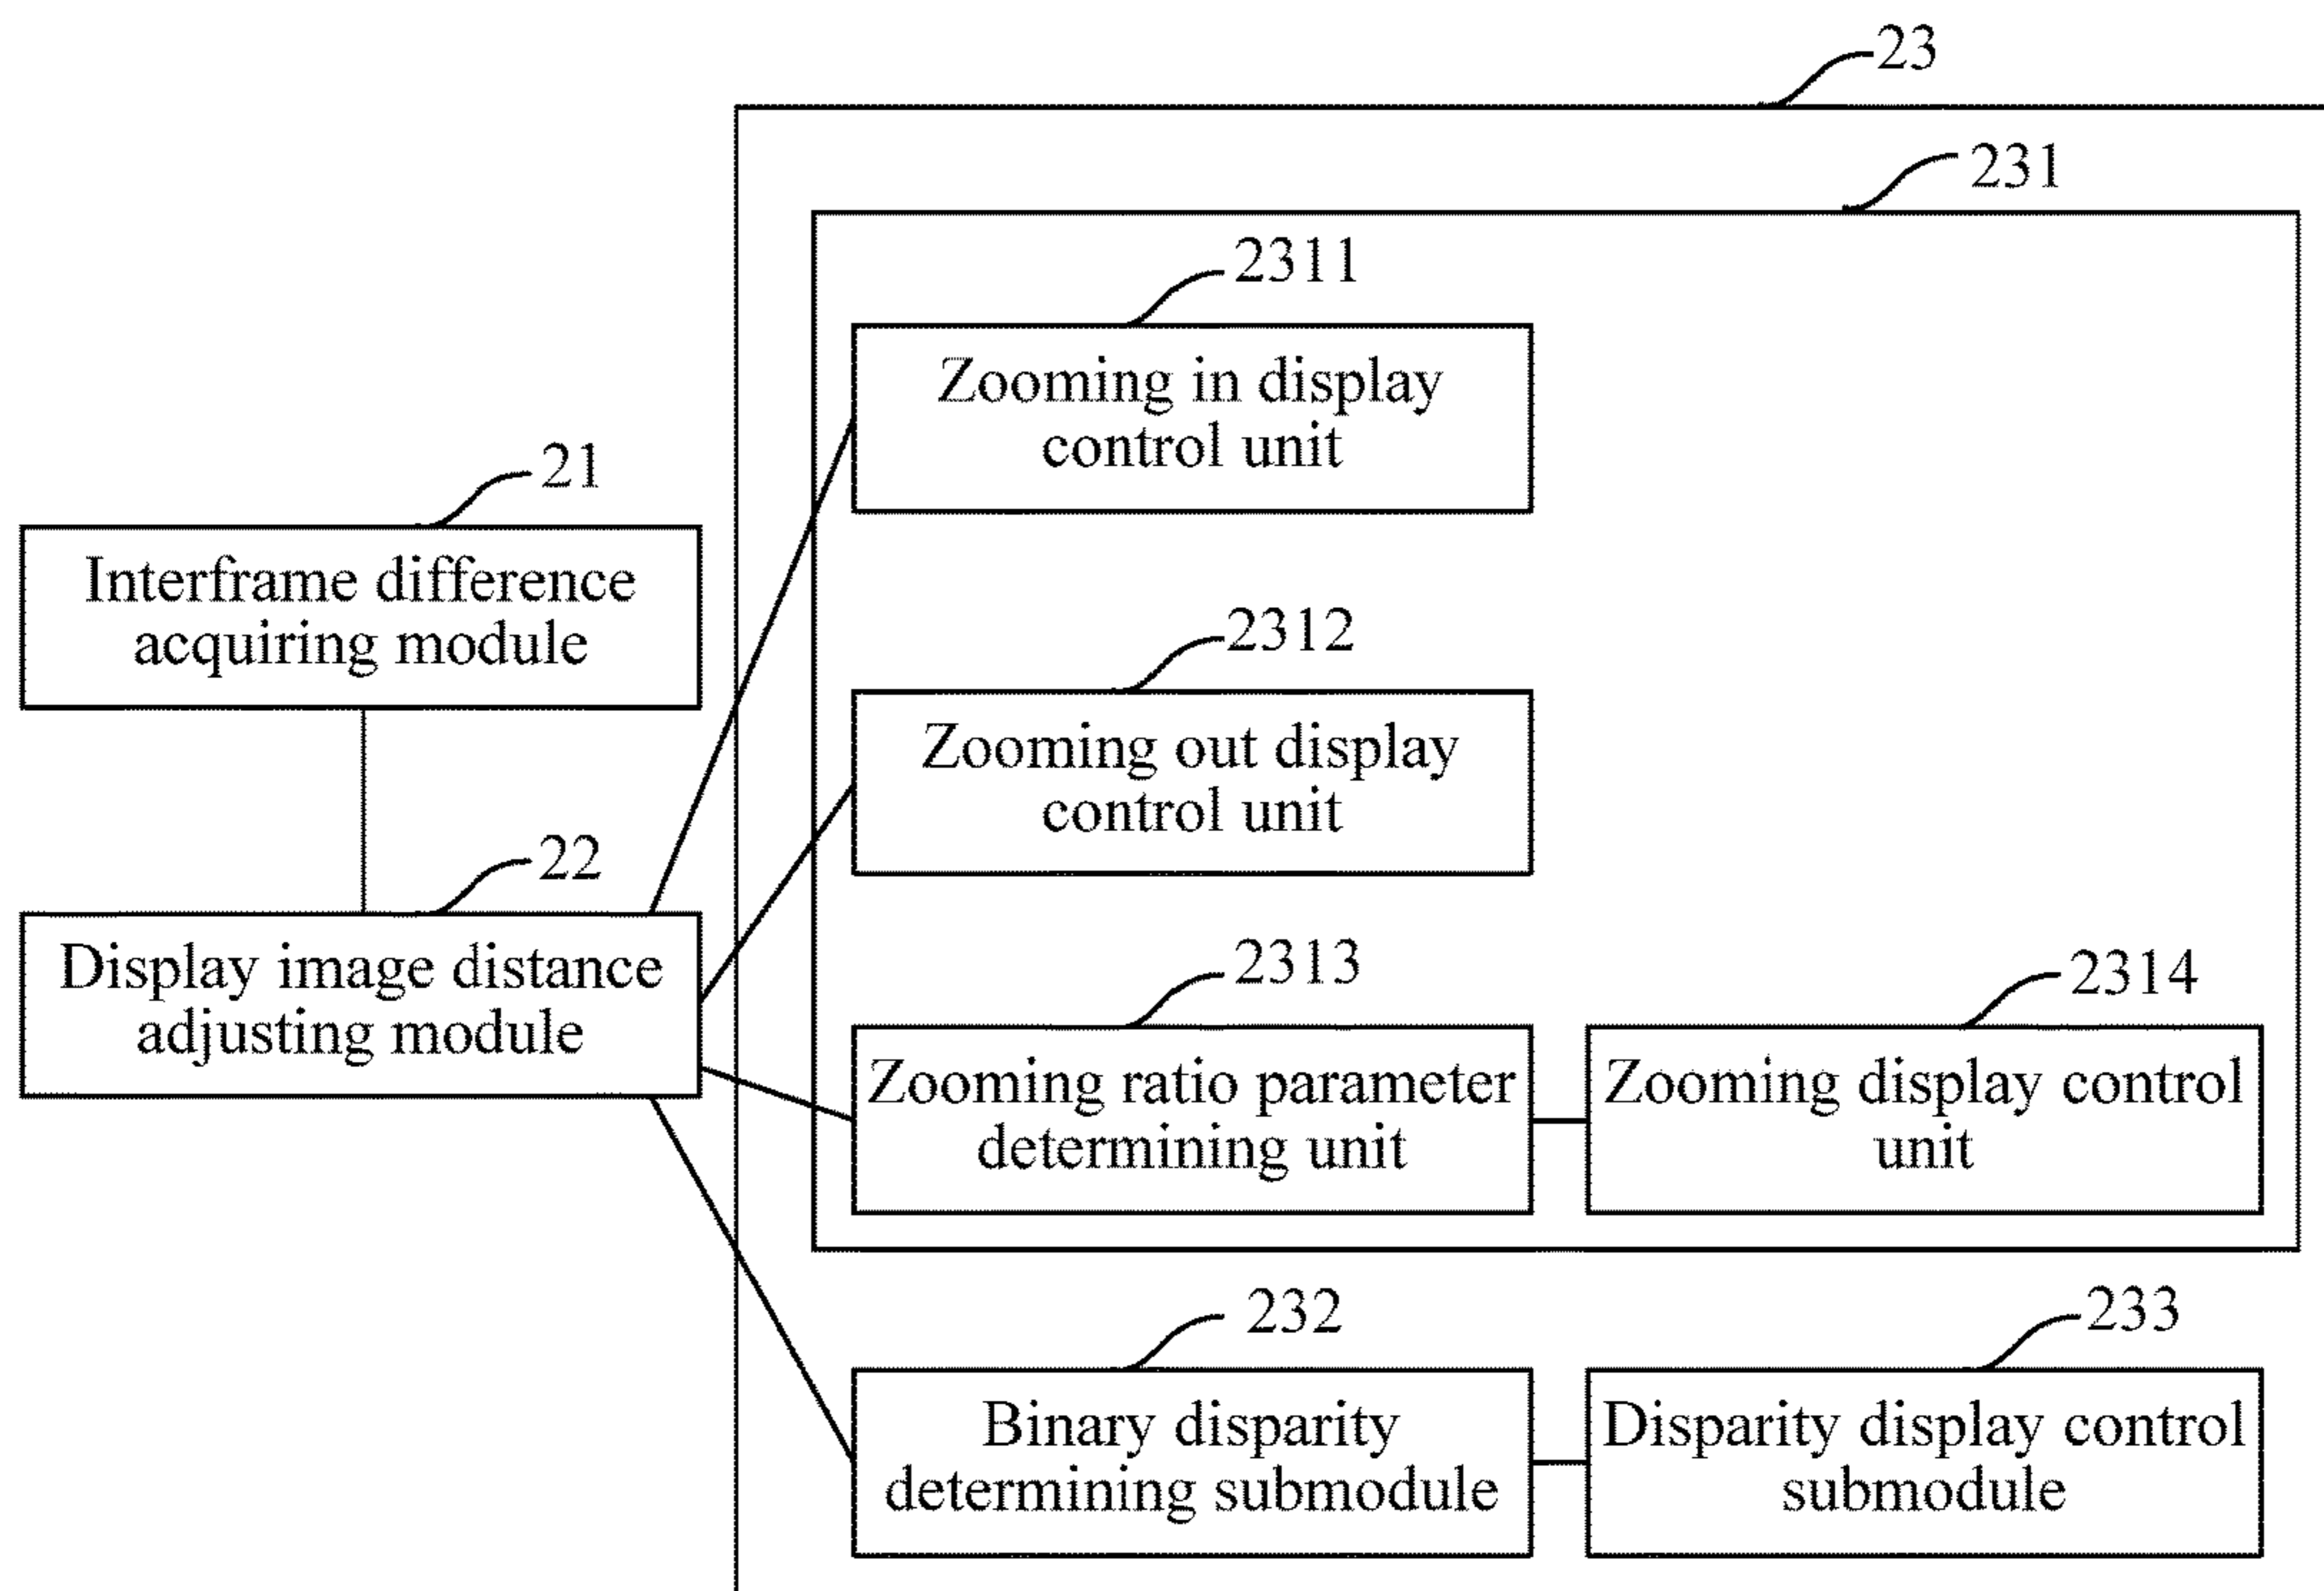 23
231
2311
Zooming in display
control unit
21
Interframe difference
acquiring module
2312
Zooming out display
control unit
22
Display image distance
adjusting module
2313
Zooming ratio parameter
determining unit
2314
Zooming display control
unit
232
Binary disparity
determining submodule
233
Disparity display control
submodule